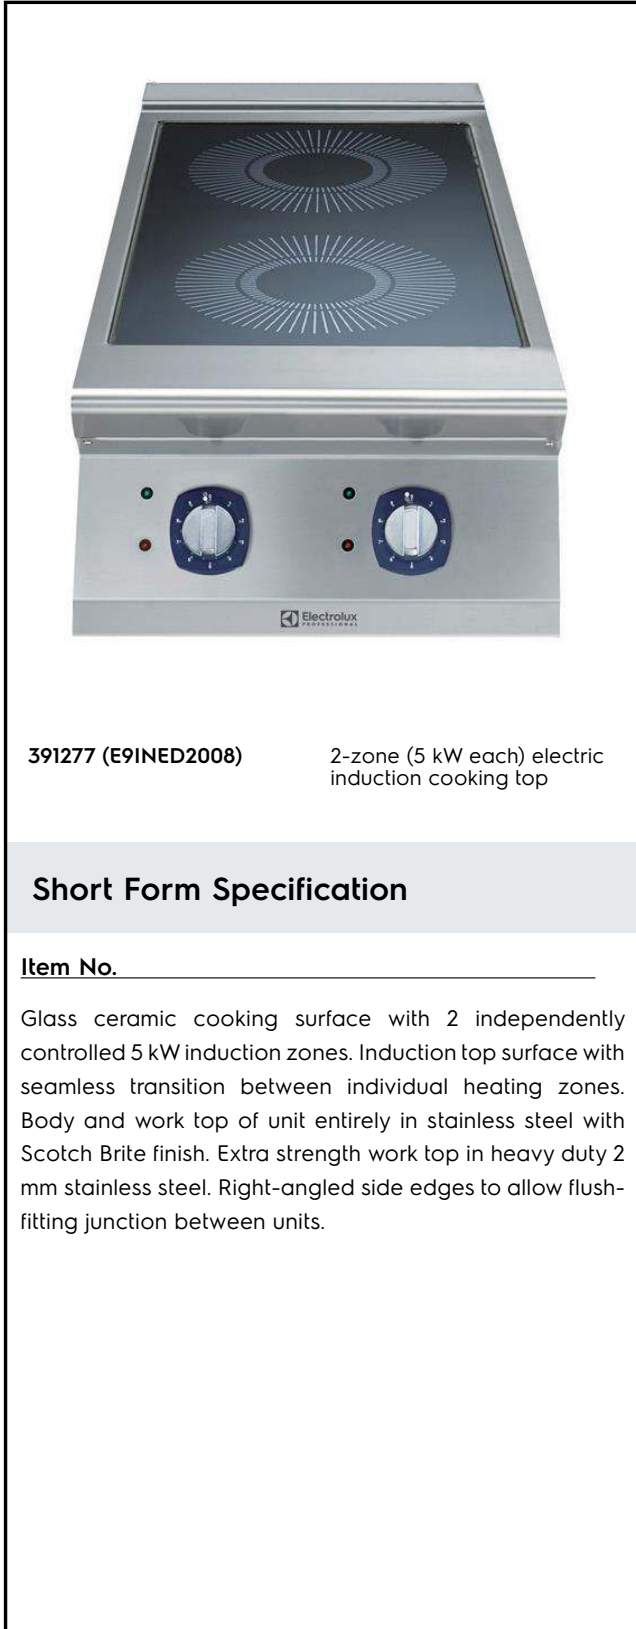 Electrolux
PROFESSIONAL
391277 (E9INED2008)
2-zone (5 kW each) electric
induction cooking top
Short Form Specification
Item No.
Glass ceramic cooking surface with 2 independently
controlled 5 kW induction zones. Induction top surface with
seamless transition between individual heating zones.
Body and work top of unit entirely in stainless steel with
Scotch Brite finish. Extra strength work top in heavy duty 2
mm stainless steel. Right-angled side edges to allow flush-
fitting junction between units.